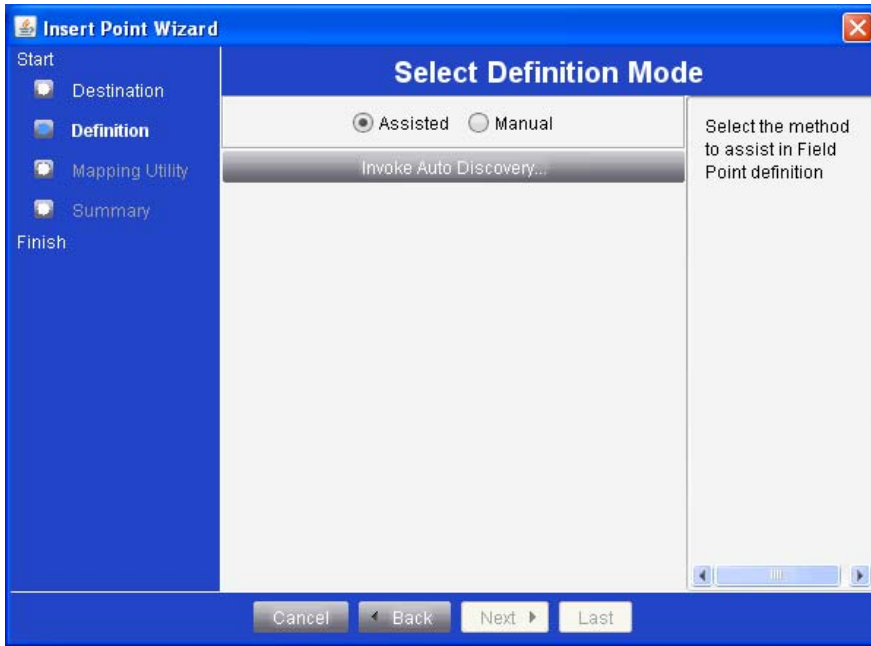 Insert Point Wizard
Start
Destination
Definition
Mapping Utility
Summary
Finish
Select Definition Mode
Assisted
Manual
Invoke Auto Discovery...
Select the method
to assist in Field
Point definition
Cancel
Back
Next
Last